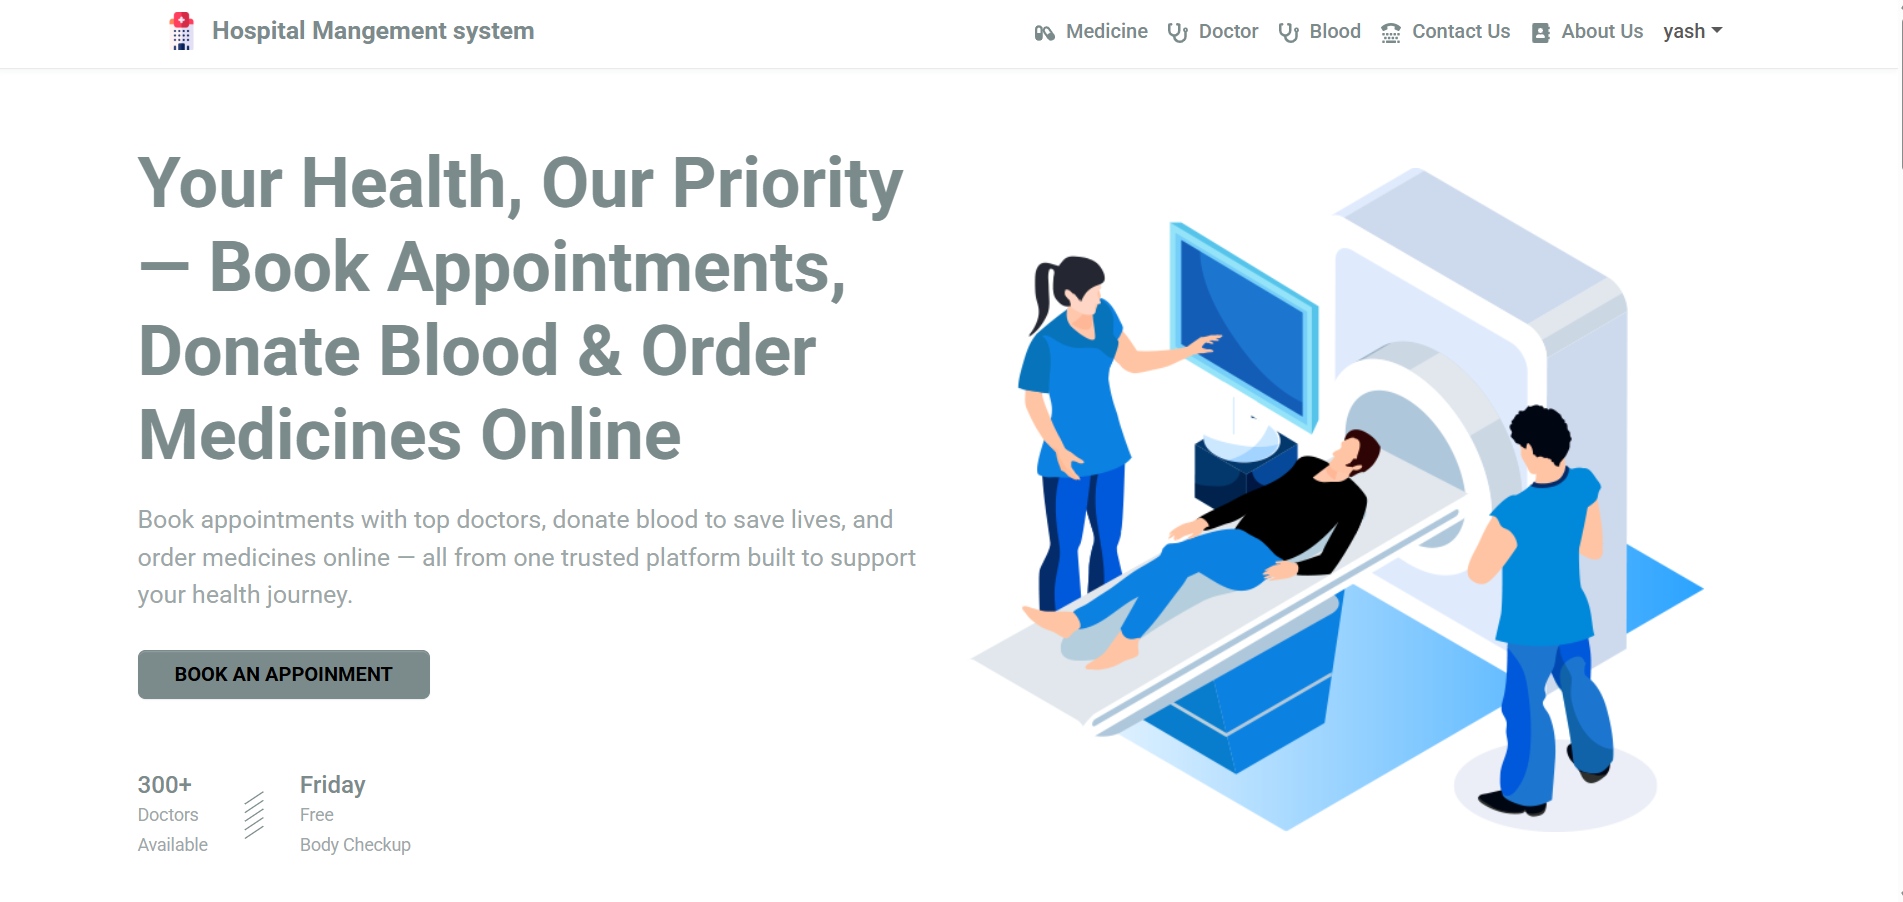 Hospital Mangement system
Medicine Doctor Blood Contact Us About Us yash
Your Health, Our Priority
— Book Appointments,
Donate Blood & Order
Medicines Online
Book appointments with top doctors, donate blood to save lives, and
order medicines online — all from one trusted platform built to support
your health journey.
BOOK AN APPOINMENT
300+
Doctors
Available
Friday
Free
Body Checkup